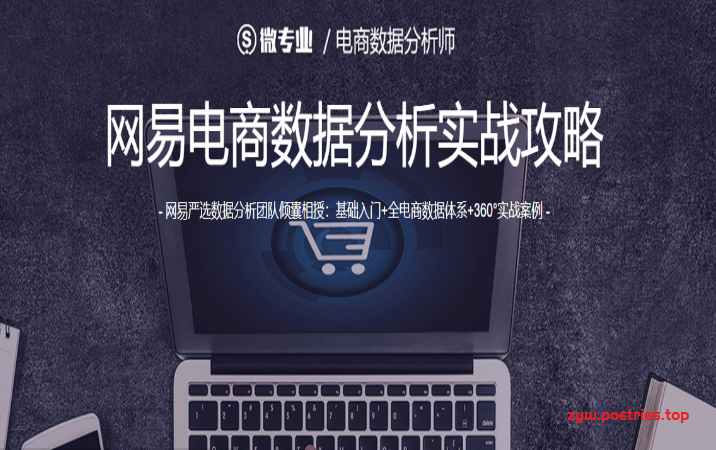 微专业 / 电商数据分析师
网易电商数据分析实战攻略
- 网易严选数据分析团队倾囊相授：基础入门+全电商数据体系+360°实战案例 -
zyw.poetries.top